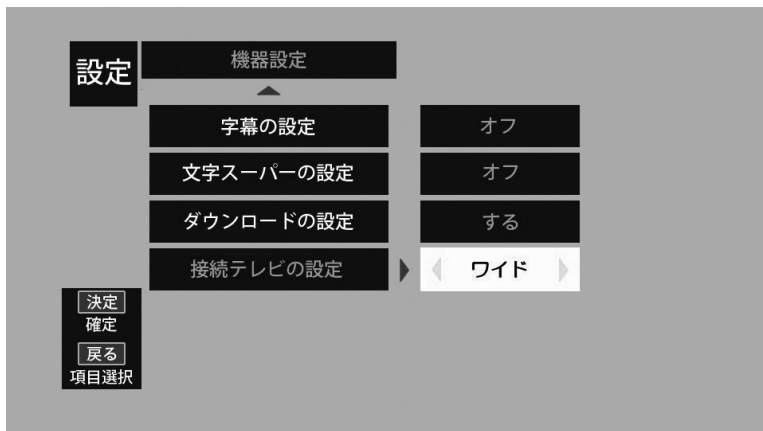 設定
機器設定
字幕の設定
オフ
文字スーパーの設定
オフ
ダウンロードの設定
する
接続テレビの設定
ワイド
決定
確定
戻る
項目選択